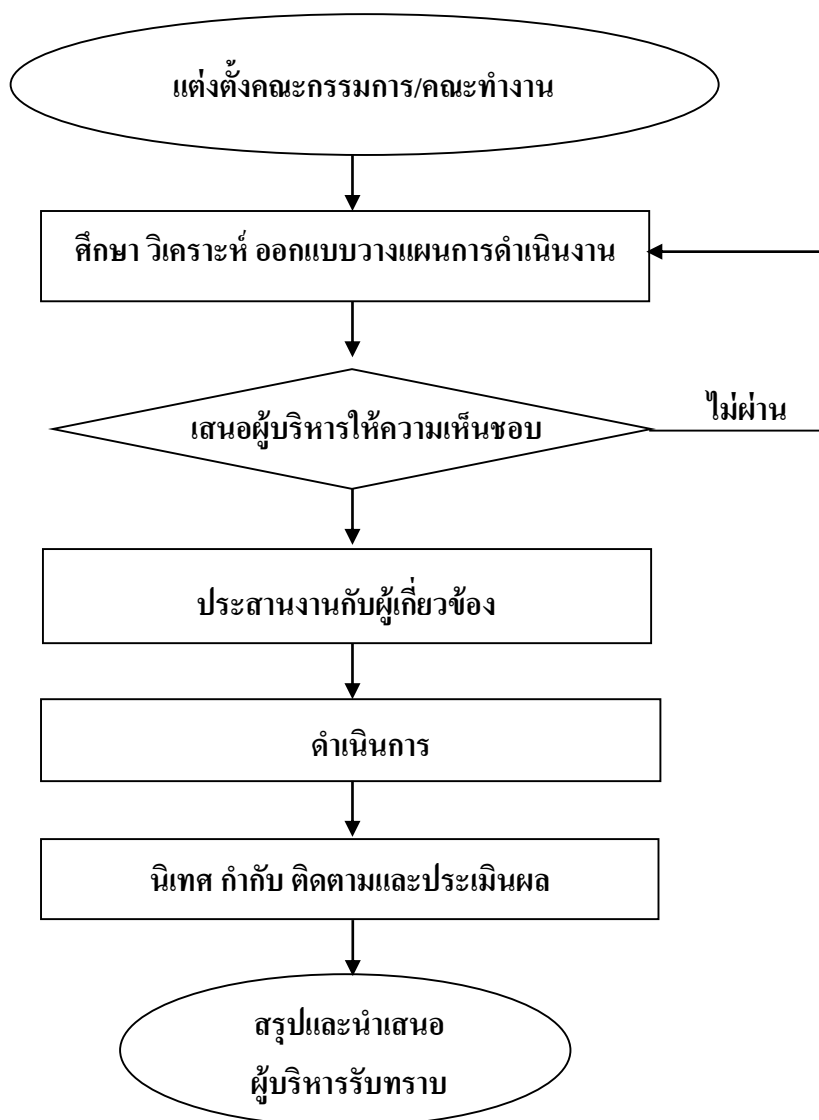 แต่งตั้งคณะกรรมการ/คณะทำงาน
ศึกษา วิเคราะห์ ออกแบบวางแผนการดำเนินงาน
เสนอผู้บริหารให้ความเห็นชอบ
ไม่ผ่าน
ประสานงานกับผู้เกี่ยวข้อง
ดำเนินการ
นิเทศ กำกับ ติดตามและประเมินผล
สรุปและนำเสนอ
ผู้บริหารรับทราบ